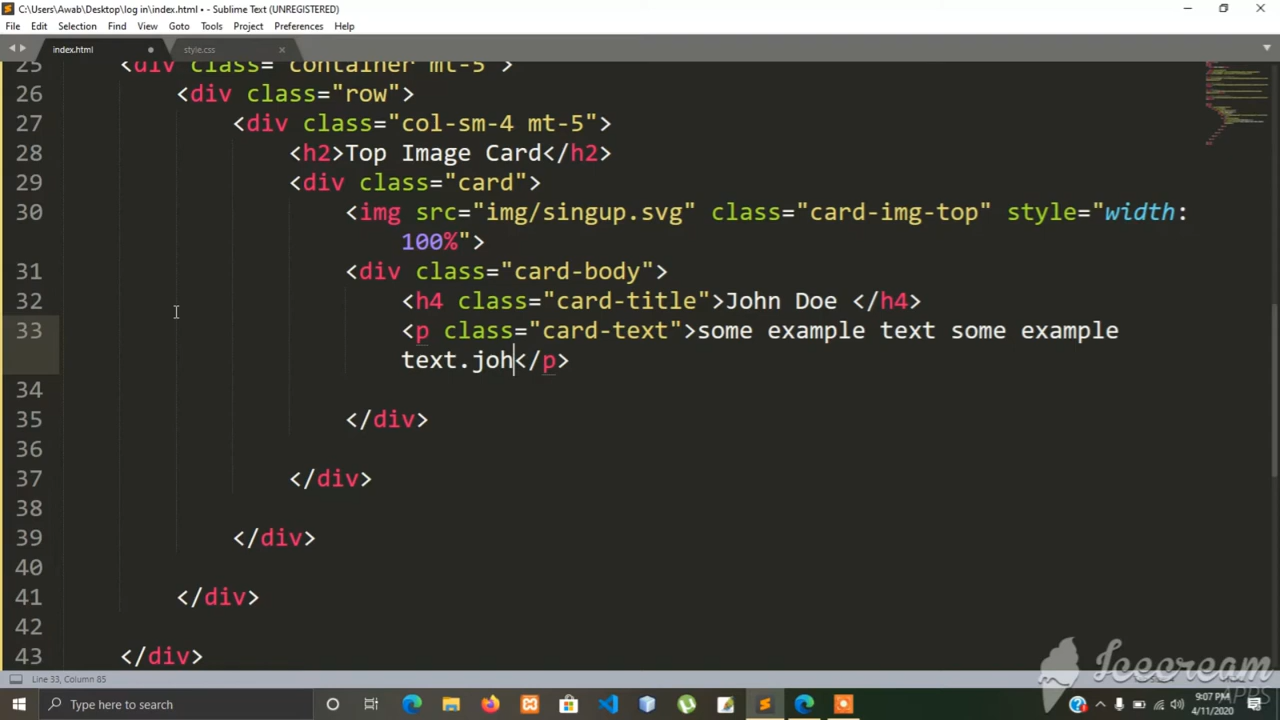 C:\Users\Awab\Desktop\log in\index.html • - Sublime Text (UNREGISTERED)
File Edit Selection Find View Goto Tools Project Preferences Help
index.html style.css
25 <div class="container mt-5">
26 <div class="row">
27 <div class="col-sm-4 mt-5">
28 <h2>Top Image Card</h2>
29 <div class="card">
30 <img src="img/singup.svg" class="card-img-top" style="width:
100%">
31 <div class="card-body">
32 <h4 class="card-title">John Doe </h4>
33 <p class="card-text">some example text some example
text.joh</p>
34
35 </div>
36
37 </div>
38
39 </div>
40
41 </div>
42
43 </div>
Icecream
APPS
Line 33, Column 85
Type here to search
9:07 PM
4/11/2020